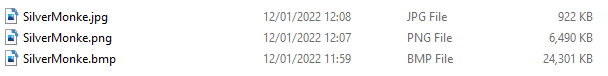 SilverMonke.jpg 12/01/2022 12:08 JPG File 922 KB
SilverMonke.png 12/01/2022 12:07 PNG File 6,490 KB
SilverMonke.bmp 12/01/2022 11:59 BMP File 24,301 KB